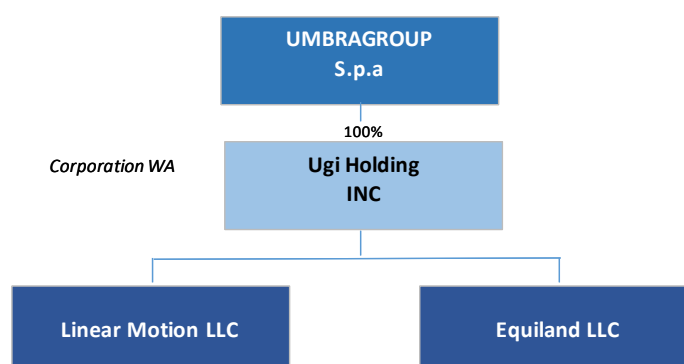 UMBRAGROUP
S.p.a
100%
Corporation WA
Ugi Holding
INC
Linear Motion LLC
Equiland LLC